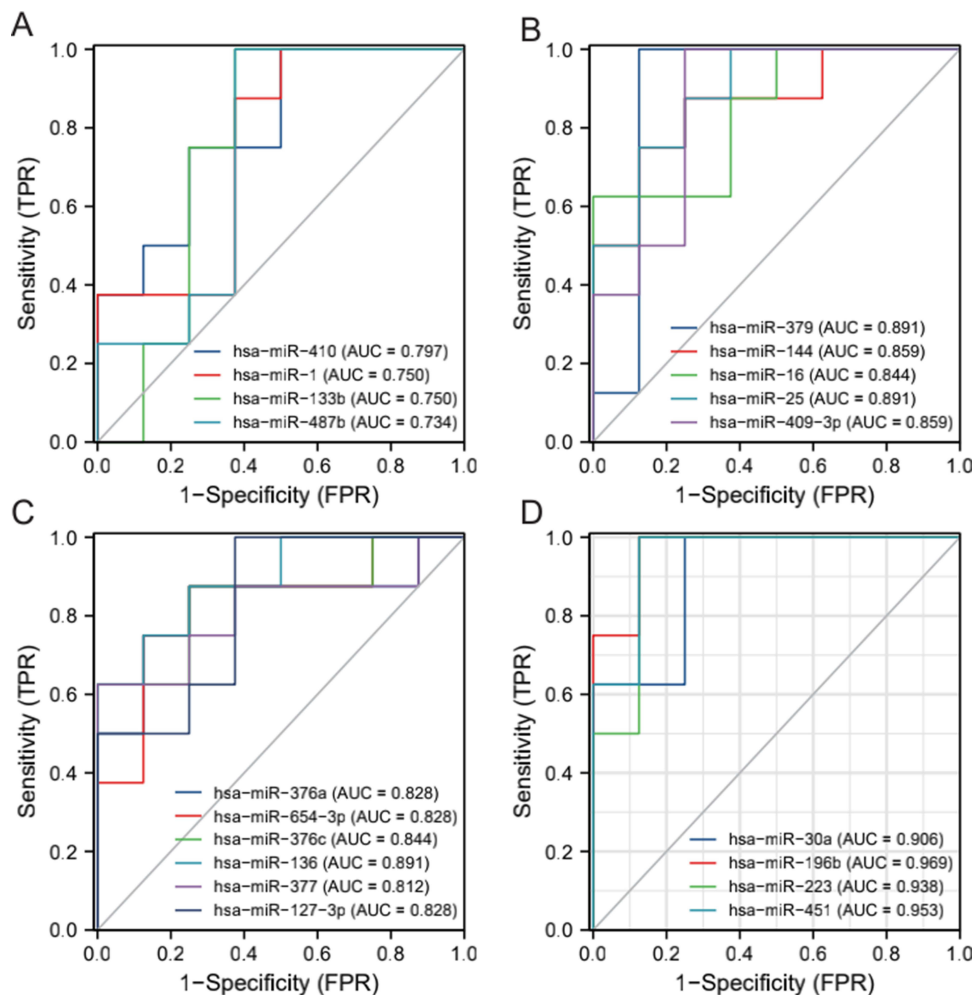 A
1.0
0.8
0.6
0.4
0.2
0.0
Sensitivity (TPR)
hsa-miR-410 (AUC = 0.797)
hsa-miR-1 (AUC = 0.750)
hsa-miR-133b (AUC = 0.750)
hsa-miR-487b (AUC = 0.734)
0.0 0.2 0.4 0.6 0.8 1.0
1-Specificity (FPR)
B
1.0
0.8
0.6
0.4
0.2
0.0
Sensitivity (TPR)
hsa-miR-379 (AUC = 0.891)
hsa-miR-144 (AUC = 0.859)
hsa-miR-16 (AUC = 0.844)
hsa-miR-25 (AUC = 0.891)
hsa-miR-409-3p (AUC = 0.859)
0.0 0.2 0.4 0.6 0.8 1.0
1-Specificity (FPR)
C
1.0
0.8
0.6
0.4
0.2
0.0
Sensitivity (TPR)
hsa-miR-376a (AUC = 0.828)
hsa-miR-654-3p (AUC = 0.828)
hsa-miR-376c (AUC = 0.844)
hsa-miR-136 (AUC = 0.891)
hsa-miR-377 (AUC = 0.812)
hsa-miR-127-3p (AUC = 0.828)
0.0 0.2 0.4 0.6 0.8 1.0
1-Specificity (FPR)
D
1.0
0.8
0.6
0.4
0.2
0.0
Sensitivity (TPR)
hsa-miR-30a (AUC = 0.906)
hsa-miR-196b (AUC = 0.969)
hsa-miR-223 (AUC = 0.938)
hsa-miR-451 (AUC = 0.953)
0.0 0.2 0.4 0.6 0.8 1.0
1-Specificity (FPR)